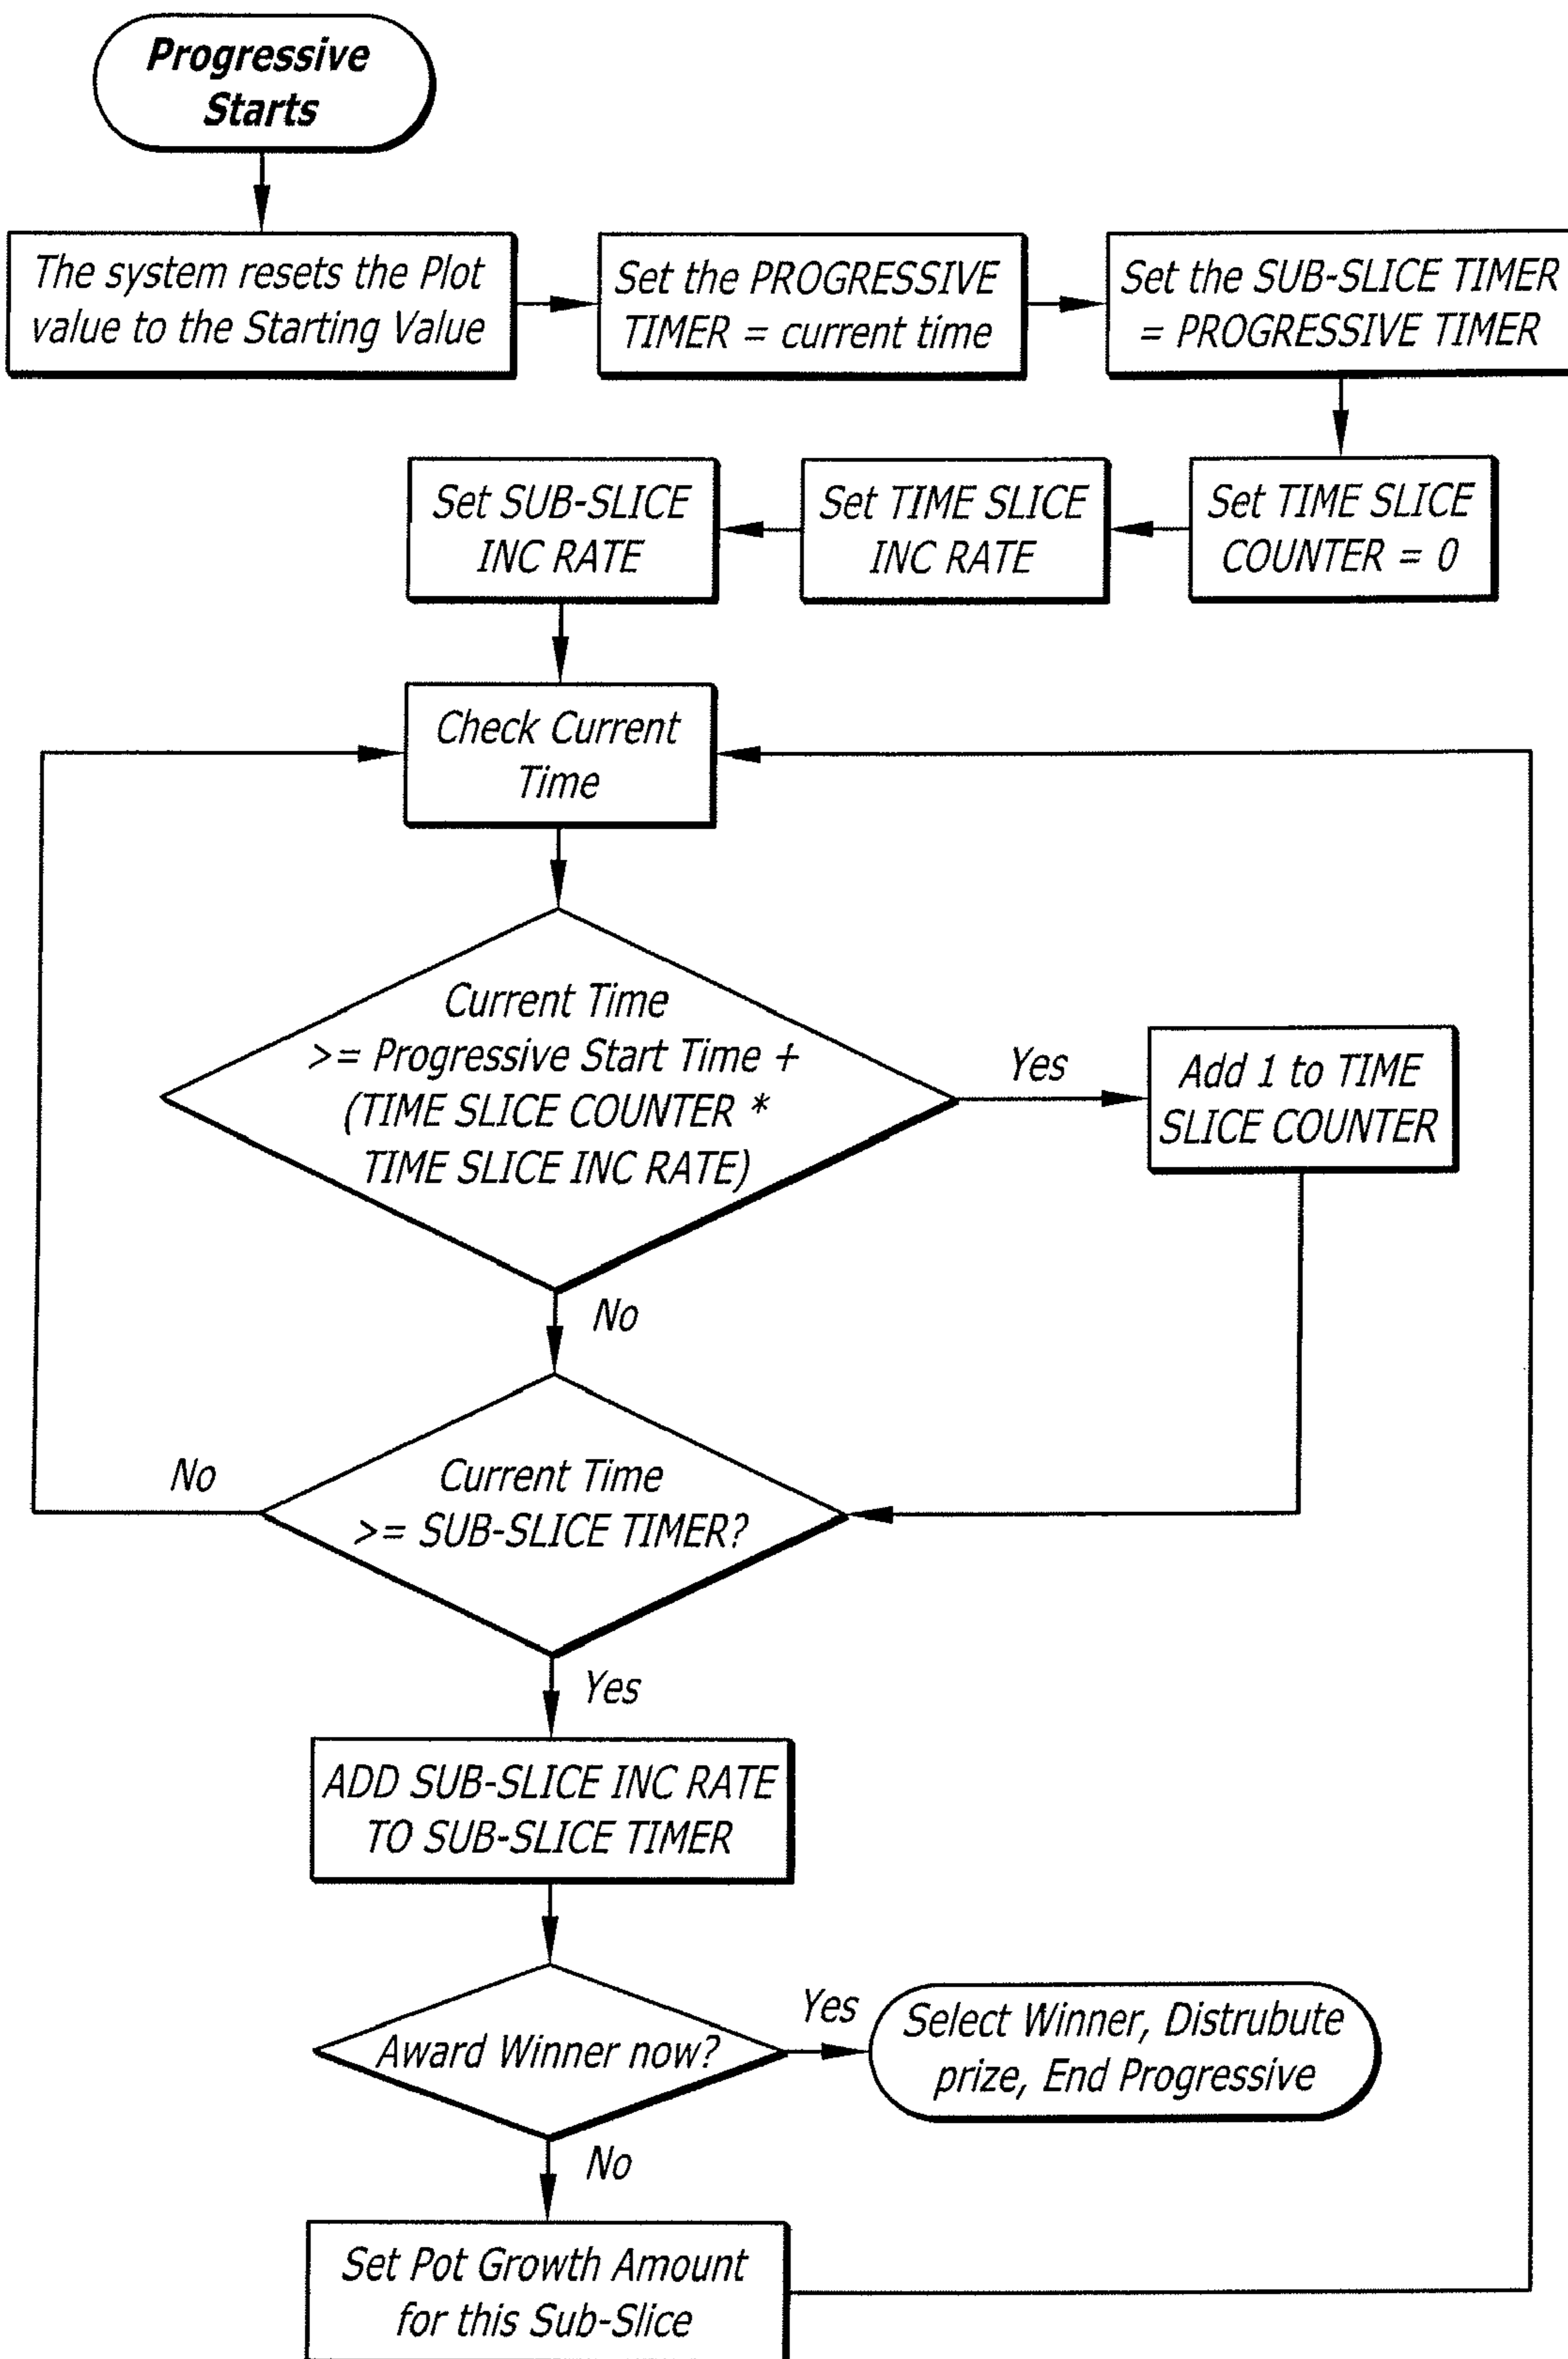 Progressive
Starts
The system resets the Plot
value to the Starting Value
Set the PROGRESSIVE
TIMER = current time
Set the SUB-SLICE TIMER
= PROGRESSIVE TIMER
Set TIME SLICE
COUNTER = 0
Set TIME SLICE
INC RATE
Set SUB-SLICE
INC RATE
Check Current
Time
Current Time
>= Progressive Start Time +
(TIME SLICE COUNTER *
TIME SLICE INC RATE)
Yes
Add 1 to TIME
SLICE COUNTER
No
Current Time
>= SUB-SLICE TIMER?
No
Yes
ADD SUB-SLICE INC RATE
TO SUB-SLICE TIMER
Award Winner now?
Yes
Select Winner, Distrubute
prize, End Progressive
No
Set Pot Growth Amount
for this Sub-Slice